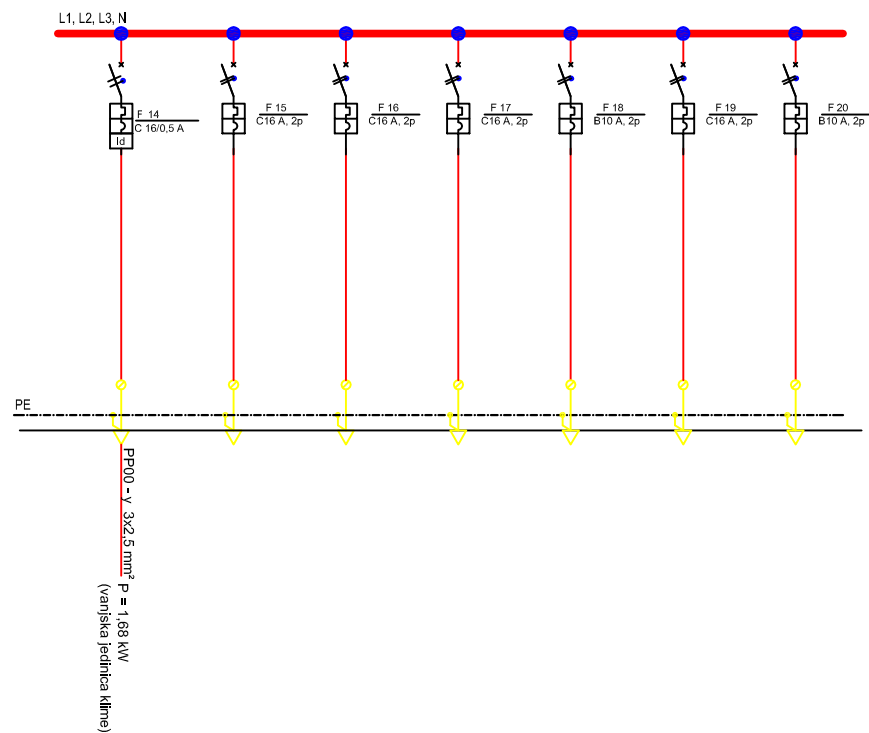 L1, L2, L3, N
F 14
C 16/0,5 A
Id
F 15
C16 A, 2p
F 16
C16 A, 2p
F 17
C16 A, 2p
F 18
B10 A, 2p
F 19
C16 A, 2p
F 20
B10 A, 2p
PE
PP00 - y 3x2,5 mm²
P = 1,68 kW
(vanjska jedinica klime)